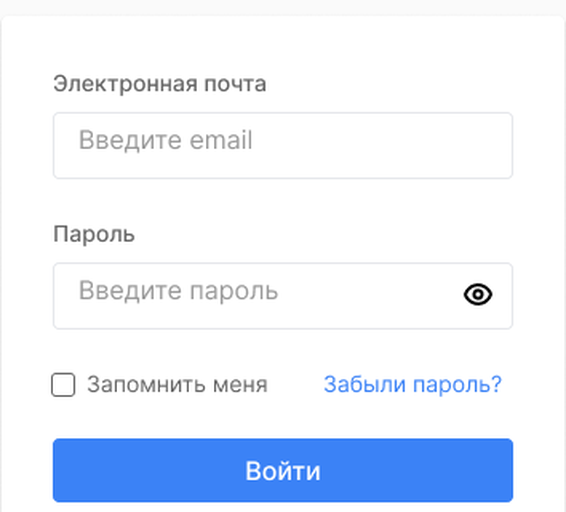 Электронная почта
Введите email
Пароль
Введите пароль
Запомнить меня Забыли пароль?
Войти